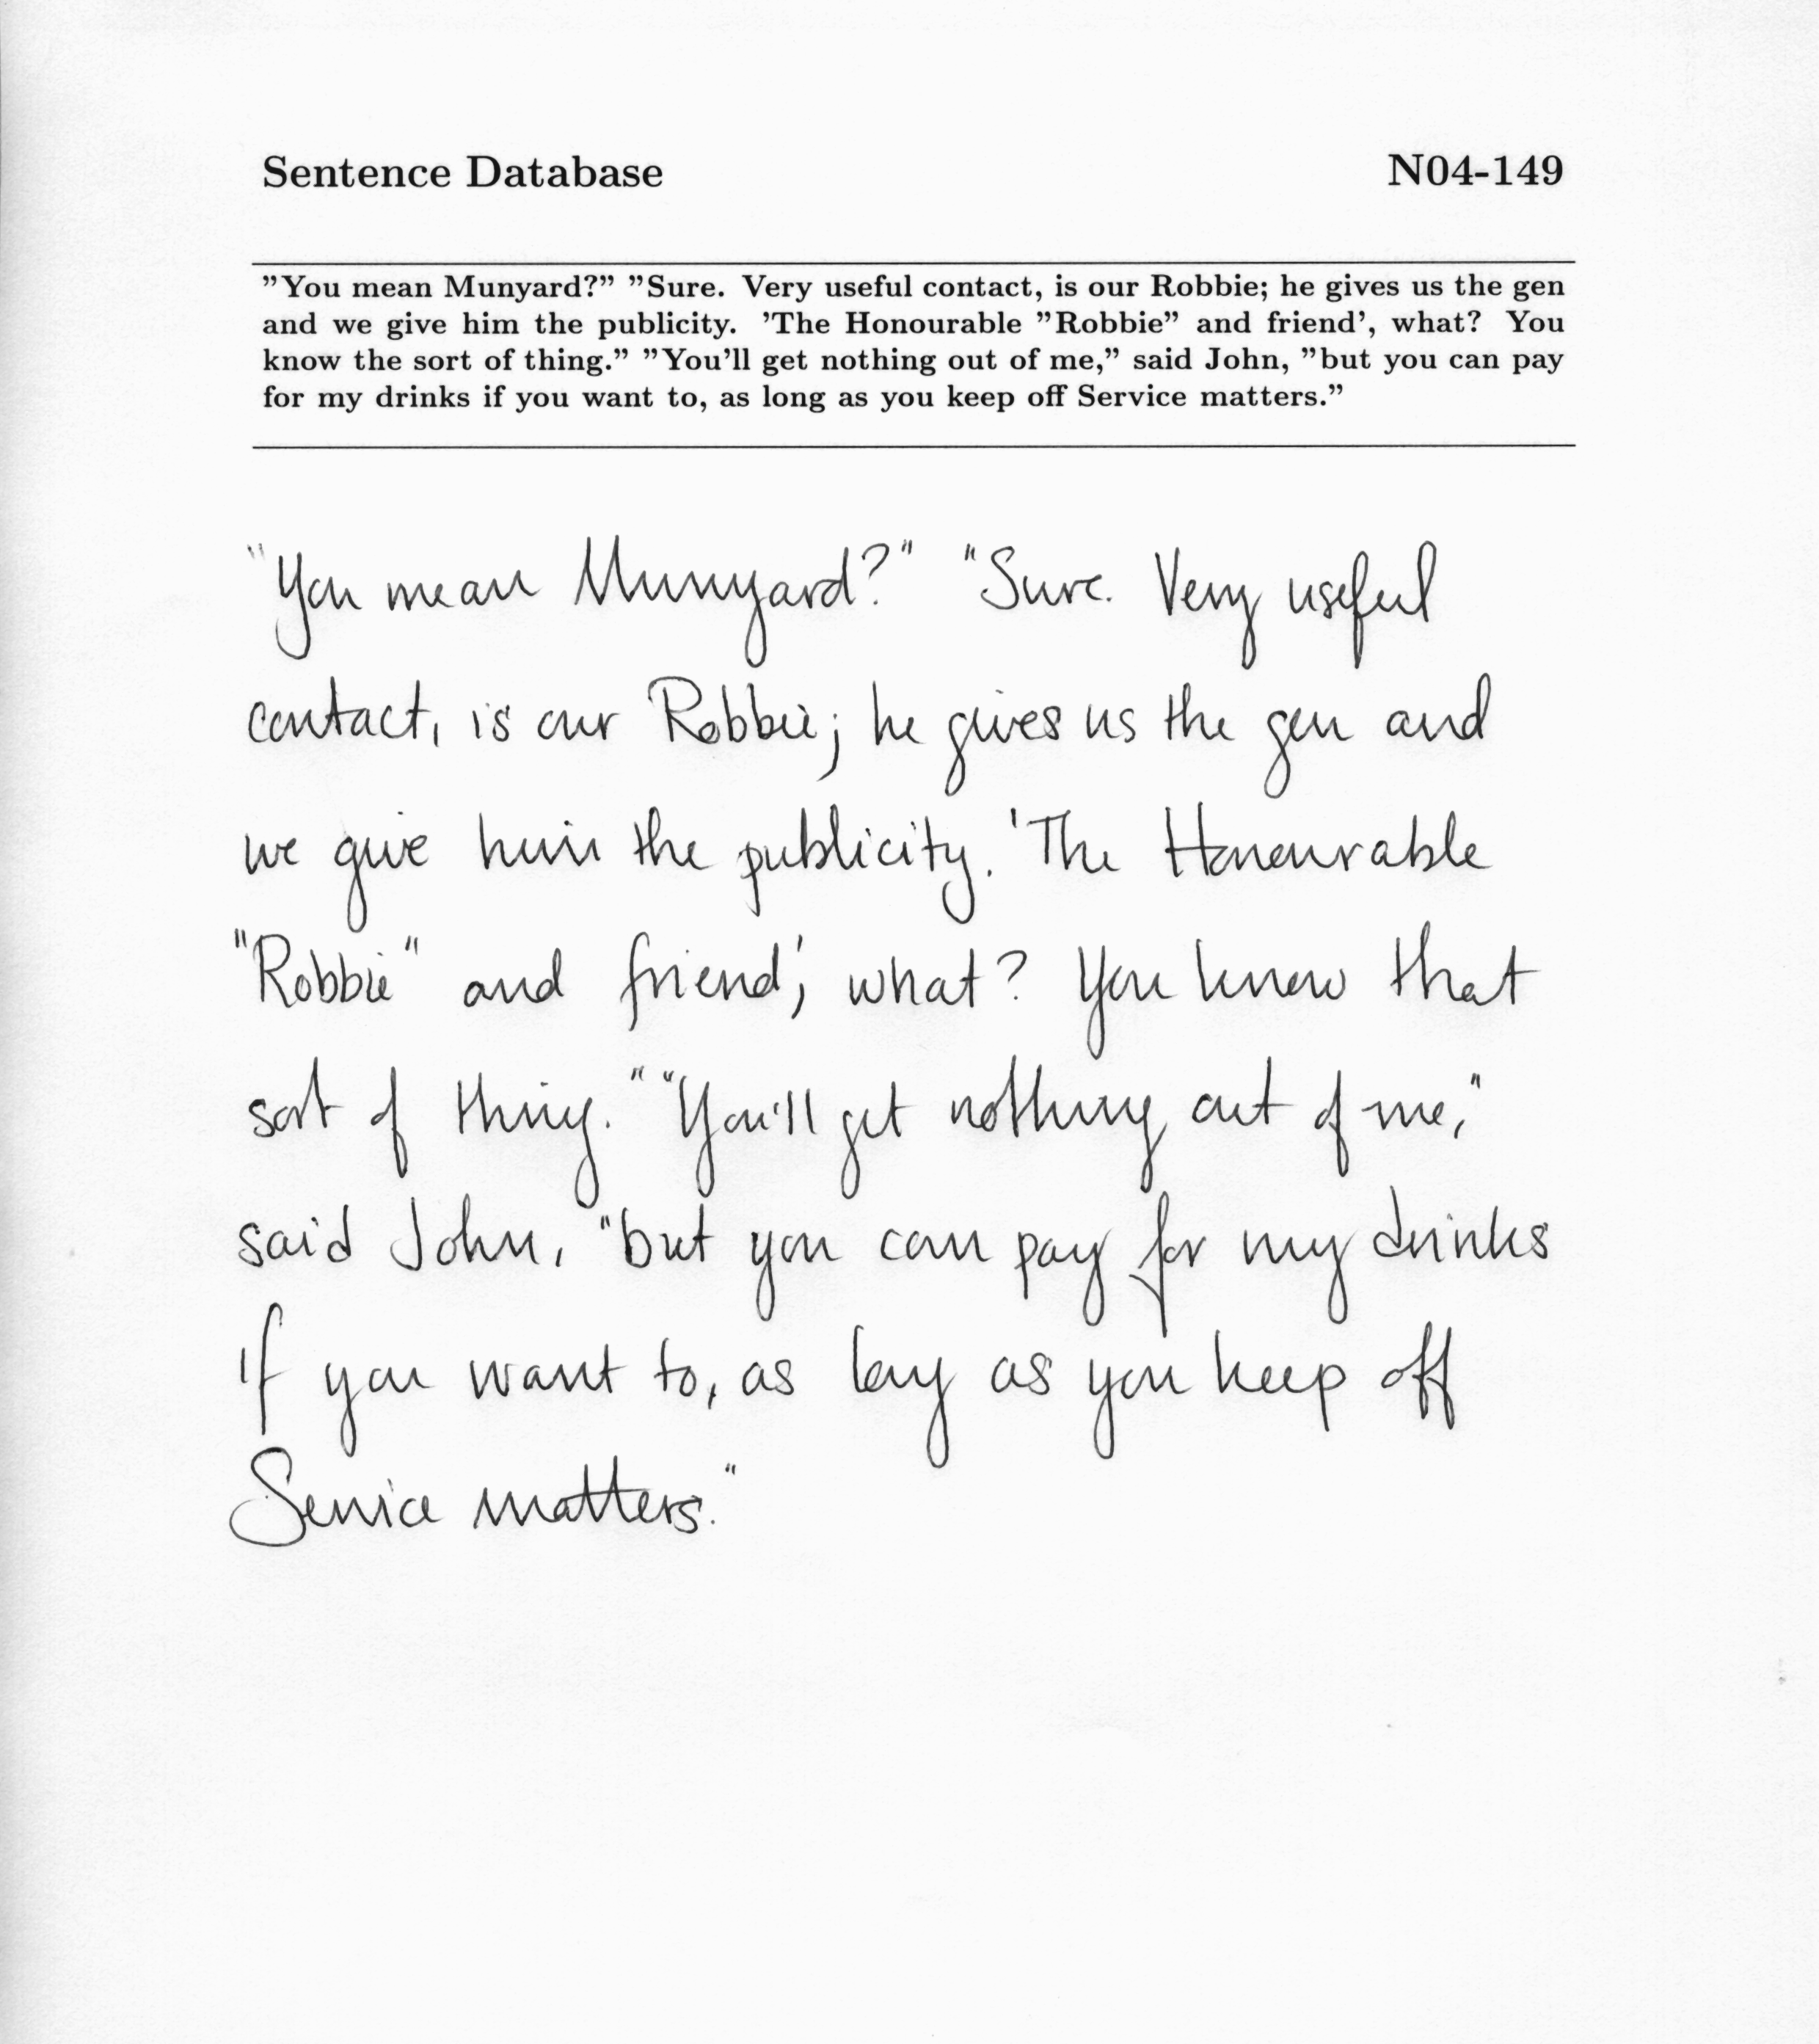 Sentence Database N04-149
"You mean Munyard?" "Sure. Very useful contact, is our Robbie; he gives us the gen
and we give him the publicity. 'The Honourable "Robbie" and friend', what? You
know the sort of thing." "You'll get nothing out of me," said John, "but you can pay
for my drinks if you want to, as long as you keep off Service matters."
"You mean Munyard?" "Sure. Very useful
contact, is our Robbie; he gives us the gen and
we give him the publicity. 'The Honourable
"Robbie" and friend', what? You know that
sort of thing." "You'll get nothing out of me,"
said John, "but you can pay for my drinks
if you want to, as long as you keep off
Service matters."